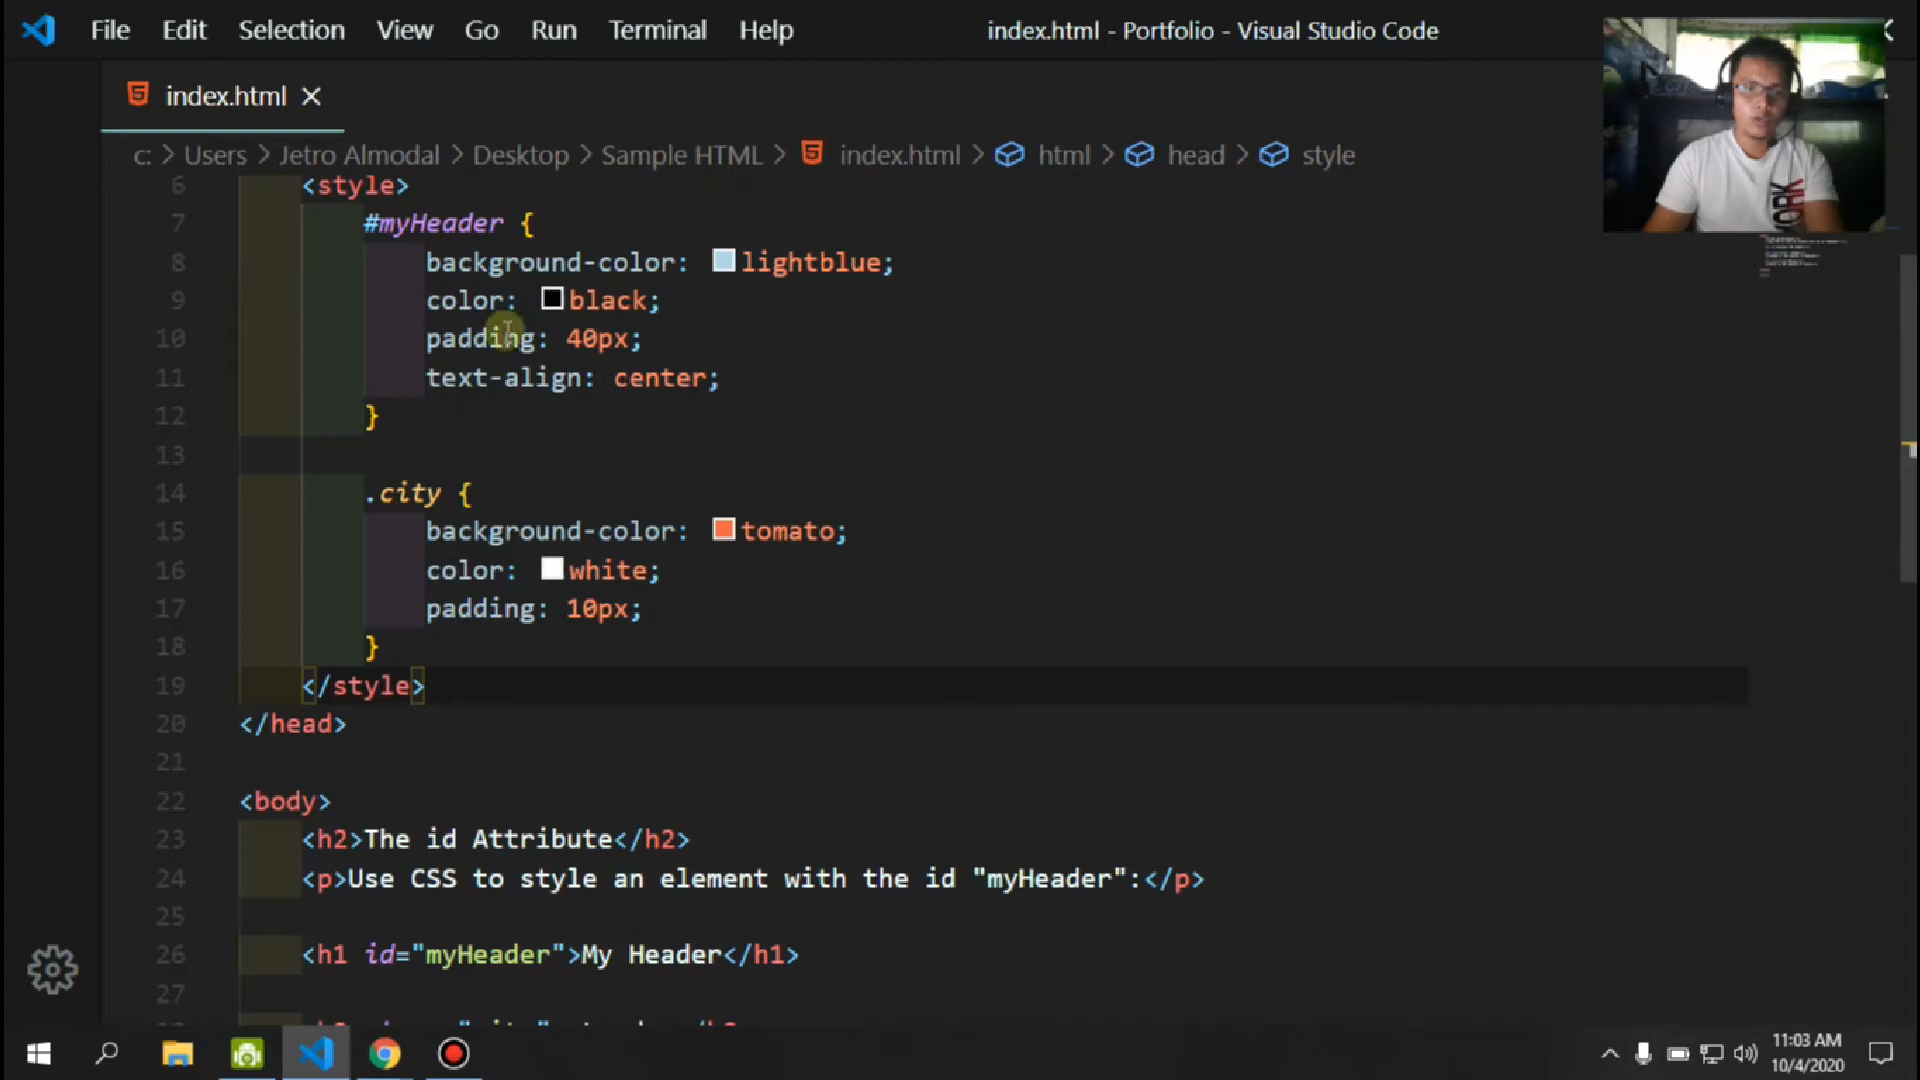 File Edit Selection View Go Run Terminal Help index.html - Portfolio - Visual Studio Code
index.html
c: > Users > Jetro Almodal > Desktop > Sample HTML > index.html > html > head > style
6 <style>
7 #myHeader {
8 background-color: lightblue;
9 color: black;
10 padding: 40px;
11 text-align: center;
12 }
13
14 .city {
15 background-color: tomato;
16 color: white;
17 padding: 10px;
18 }
19 </style>
20 </head>
21
22 <body>
23 <h2>The id Attribute</h2>
24 <p>Use CSS to style an element with the id "myHeader":</p>
25
26 <h1 id="myHeader">My Header</h1>
27
11:03 AM
10/4/2020